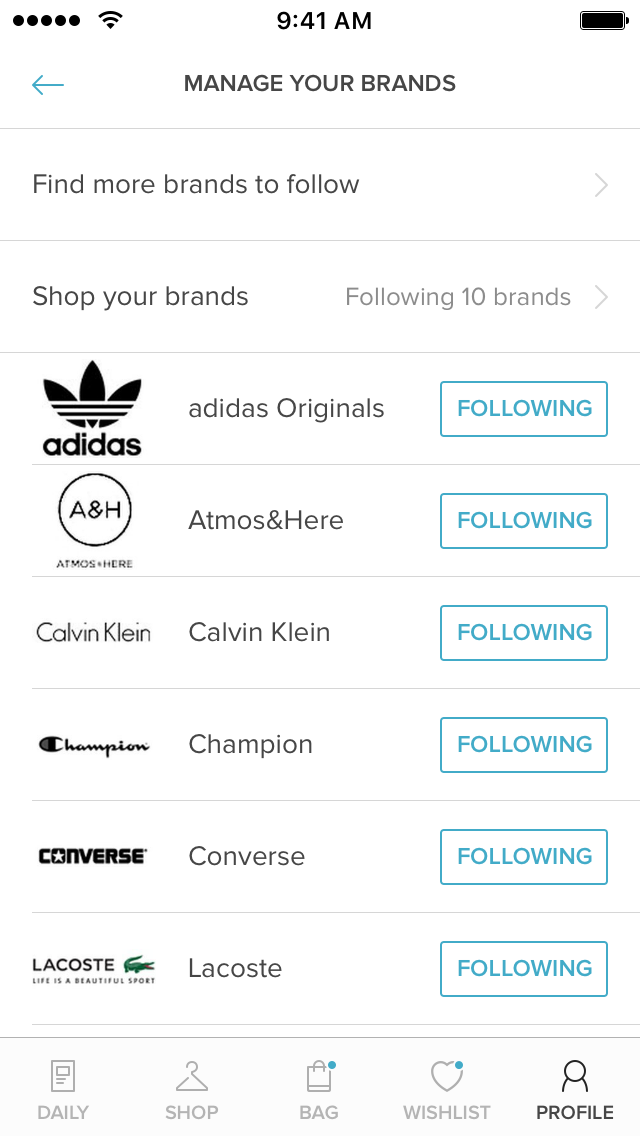 9:41 AM
MANAGE YOUR BRANDS
Find more brands to follow
Shop your brands Following 10 brands
adidas
adidas Originals FOLLOWING
A&H
ATMOS&HERE
Atmos&Here FOLLOWING
Calvin Klein Calvin Klein FOLLOWING
Champion Champion FOLLOWING
CONVERSE Converse FOLLOWING
LACOSTE
LIFE IS A BEAUTIFUL SPORT
Lacoste FOLLOWING
DAILY SHOP BAG WISHLIST PROFILE